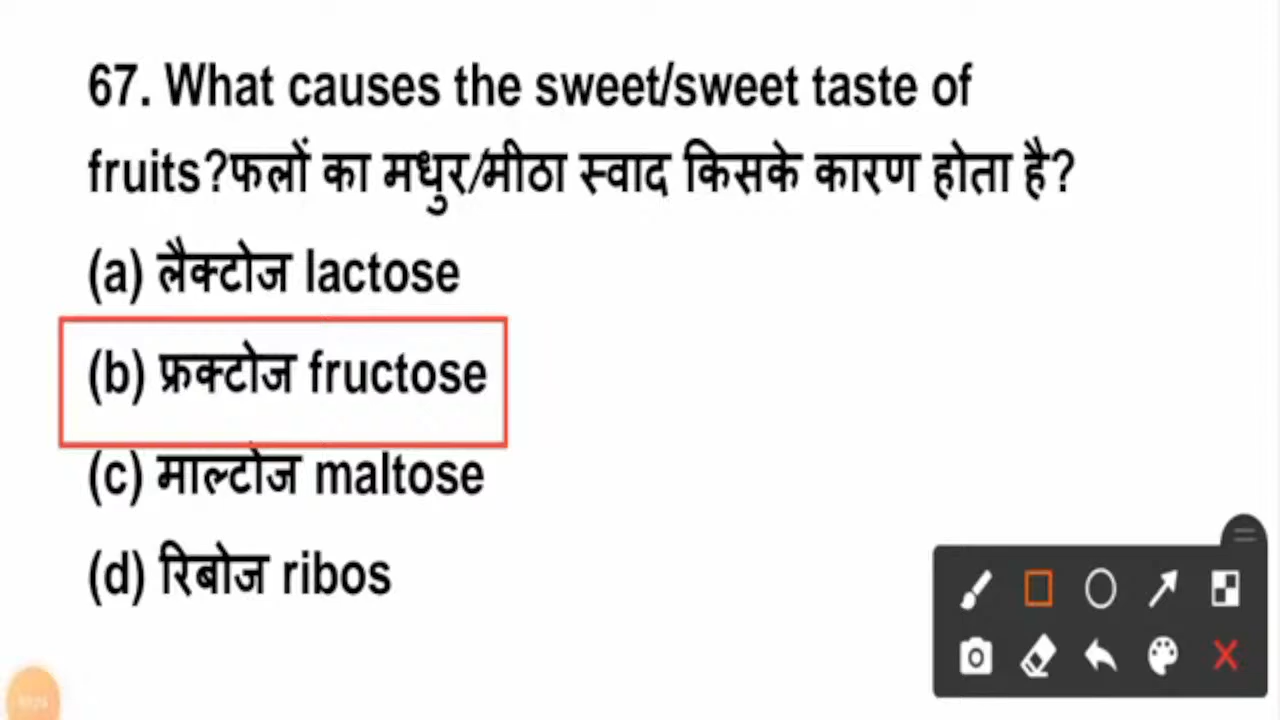 67. What causes the sweet/sweet taste of
fruits?फलों का मधुर/मीठा स्वाद किसके कारण होता है?
(a) लैक्टोज lactose
(b) फ्रक्टोज fructose
(c) माल्टोज maltose
(d) रिबोज ribos